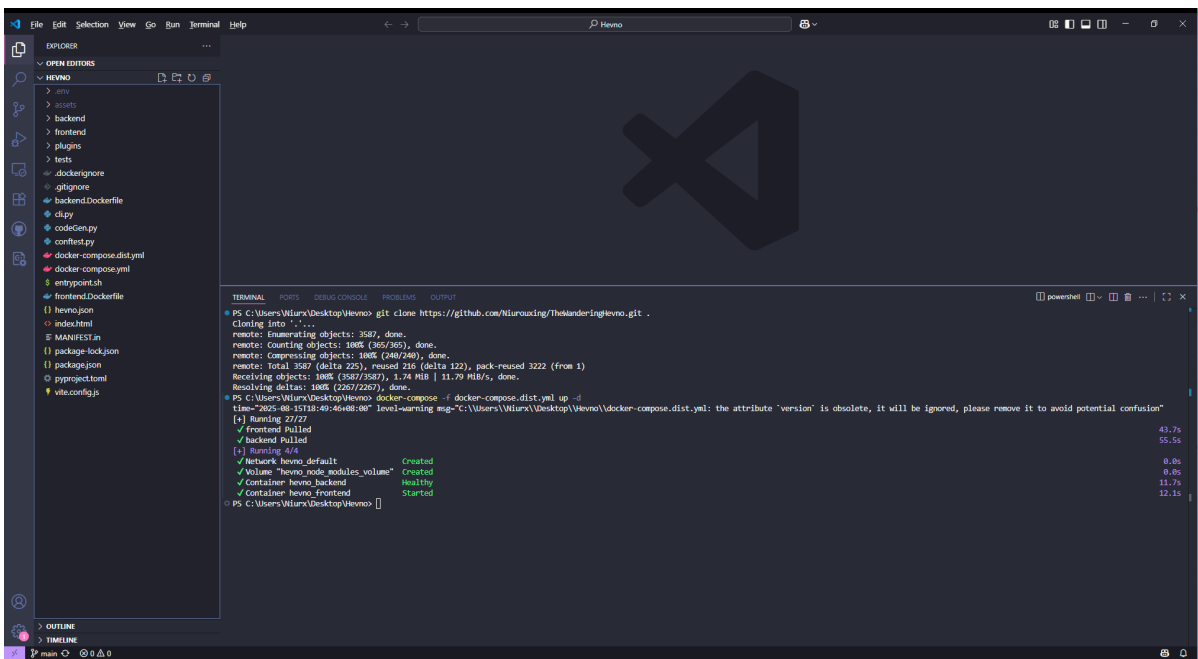 File Edit Selection View Go Run Terminal Help
Hevno
EXPLORER
OPEN EDITORS
HEVNO
.env
assets
backend
frontend
plugins
tests
.dockerignore
.gitignore
backend.Dockerfile
cli.py
codeGen.py
conftest.py
docker-compose.dist.yml
docker-compose.yml
$ entrypoint.sh
frontend.Dockerfile
{} hevno.json
<> index.html
MANIFEST.in
{} package-lock.json
{} package.json
pyproject.toml
vite.config.js
OUTLINE
TIMELINE
TERMINAL PORTS DEBUG CONSOLE PROBLEMS OUTPUT
powershell
PS C:\Users\Niurx\Desktop\Hevno> git clone https://github.com/Niurouxing/TheWanderingHevno.git .
Cloning into '.'...
remote: Enumerating objects: 3587, done.
remote: Counting objects: 100% (365/365), done.
remote: Compressing objects: 100% (240/240), done.
remote: Total 3587 (delta 225), reused 216 (delta 122), pack-reused 3222 (from 1)
Receiving objects: 100% (3587/3587), 1.74 MiB | 11.79 MiB/s, done.
Resolving deltas: 100% (2267/2267), done.
PS C:\Users\Niurx\Desktop\Hevno> docker-compose -f docker-compose.dist.yml up -d
time="2025-08-15T18:49:46+08:00" level=warning msg="C:\\Users\\Niurx\\Desktop\\Hevno\\docker-compose.dist.yml: the attribute `version` is obsolete, it will be ignored, please remove it to avoid potential confusion"
[+] Running 27/27
✓ frontend Pulled 43.7s
✓ backend Pulled 55.5s
[+] Running 4/4
✓ Network hevno_default Created 0.0s
✓ Volume "hevno_node_modules_volume" Created 0.0s
✓ Container hevno_backend Healthy 11.7s
✓ Container hevno_frontend Started 12.1s
PS C:\Users\Niurx\Desktop\Hevno>
1
main 0 0